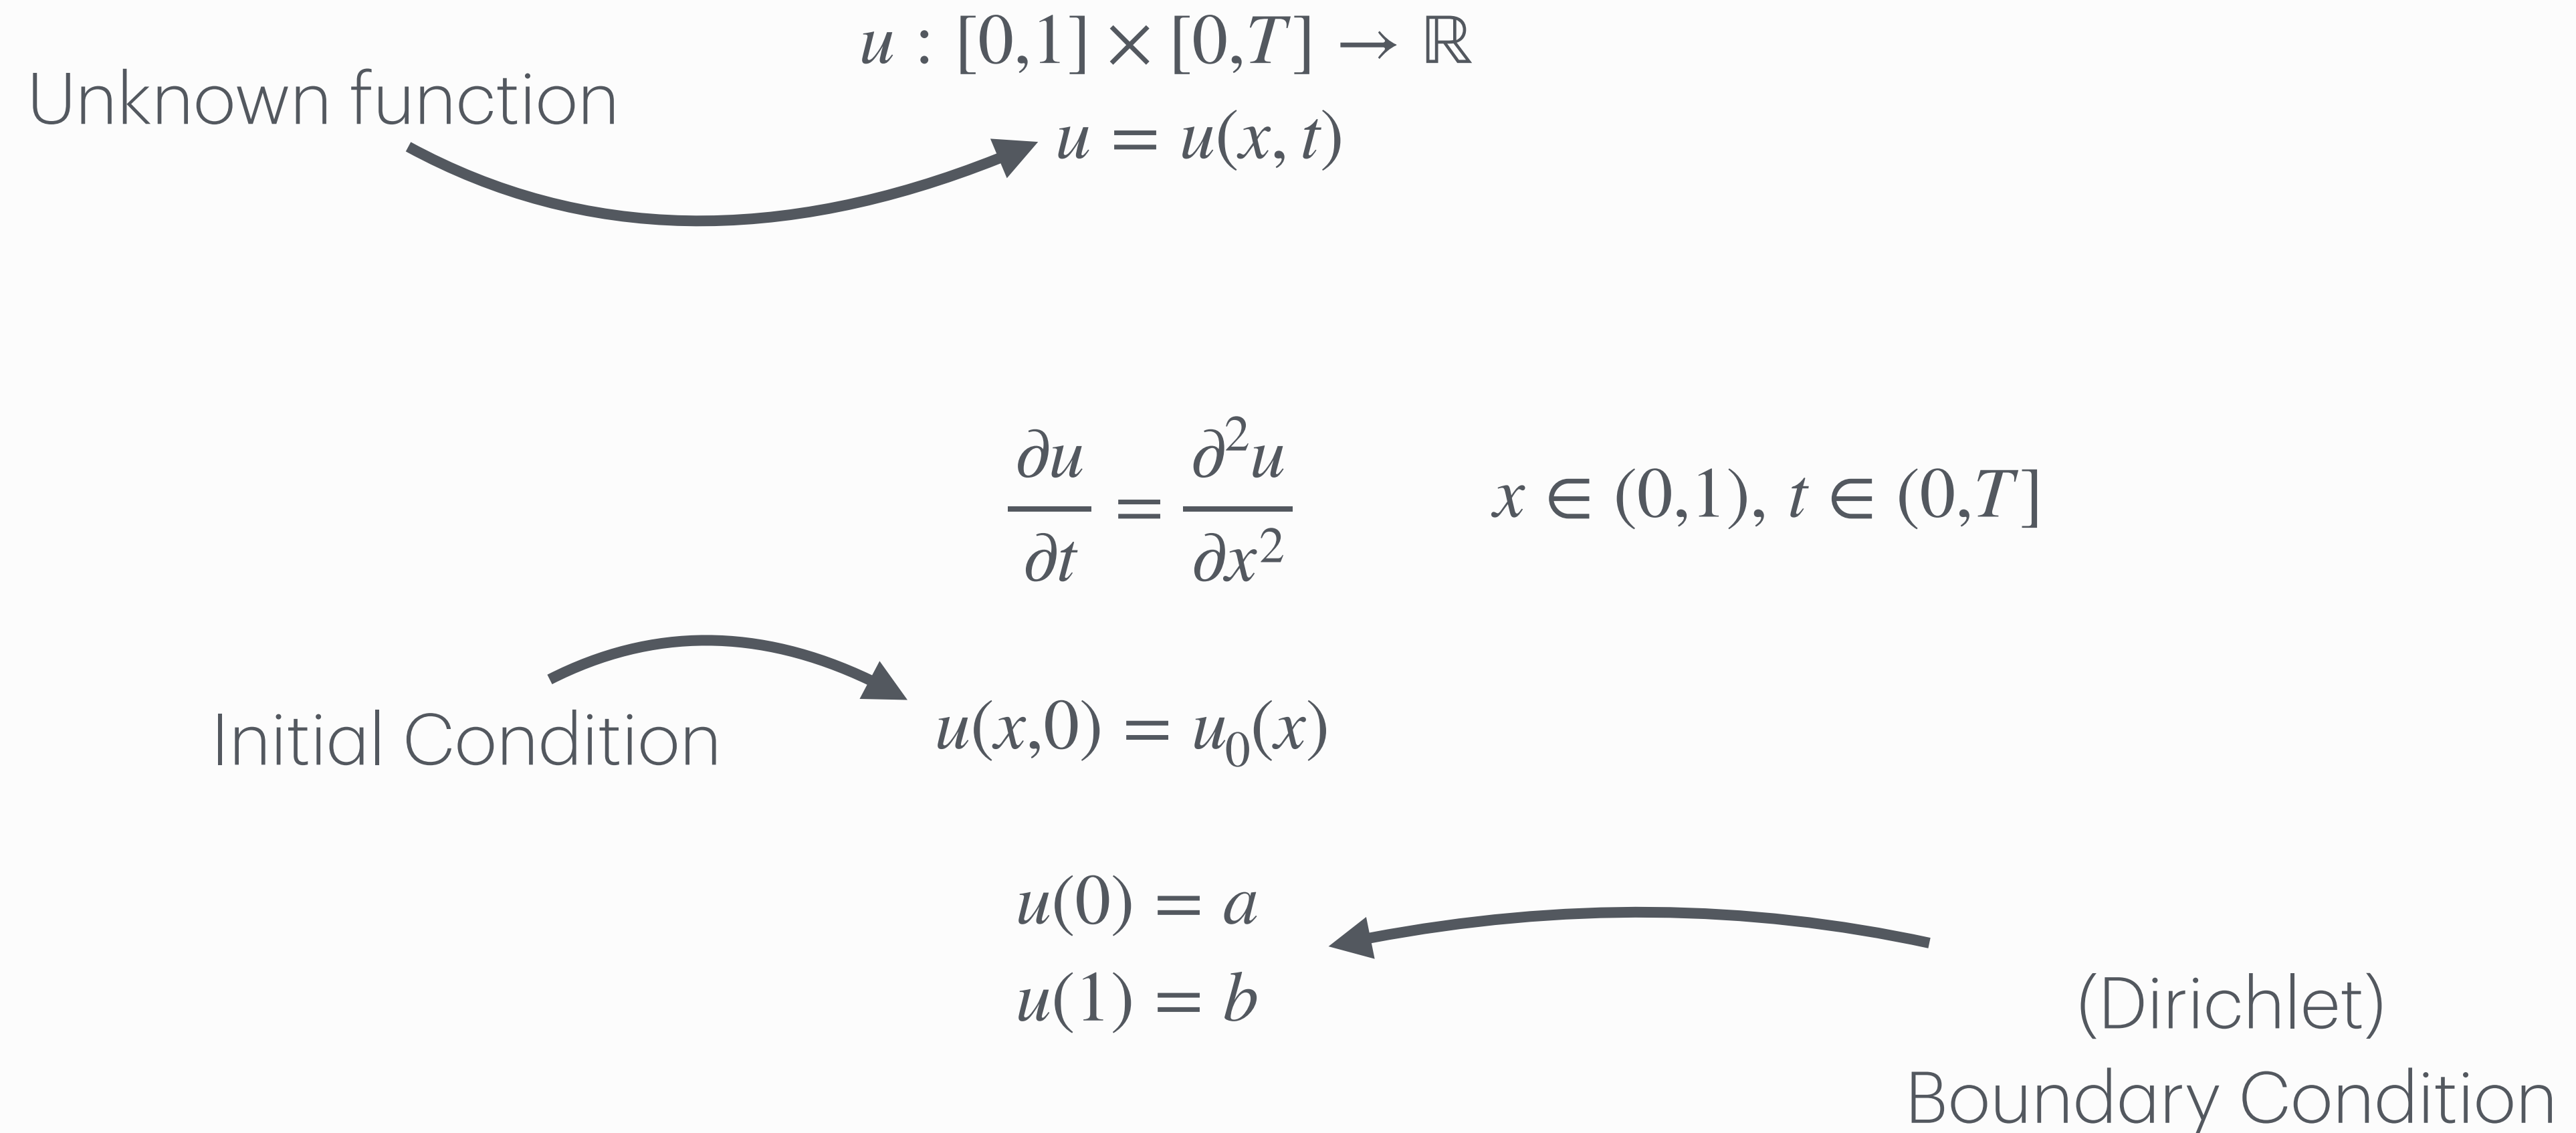 u : [0,1] × [0,T] → ℝ
Unknown function
u = u(x, t)
∂u/∂t = ∂²u/∂x²    x ∈ (0,1), t ∈ (0,T]
Initial Condition
u(x,0) = u₀(x)
u(0) = a
u(1) = b
(Dirichlet)
Boundary Condition